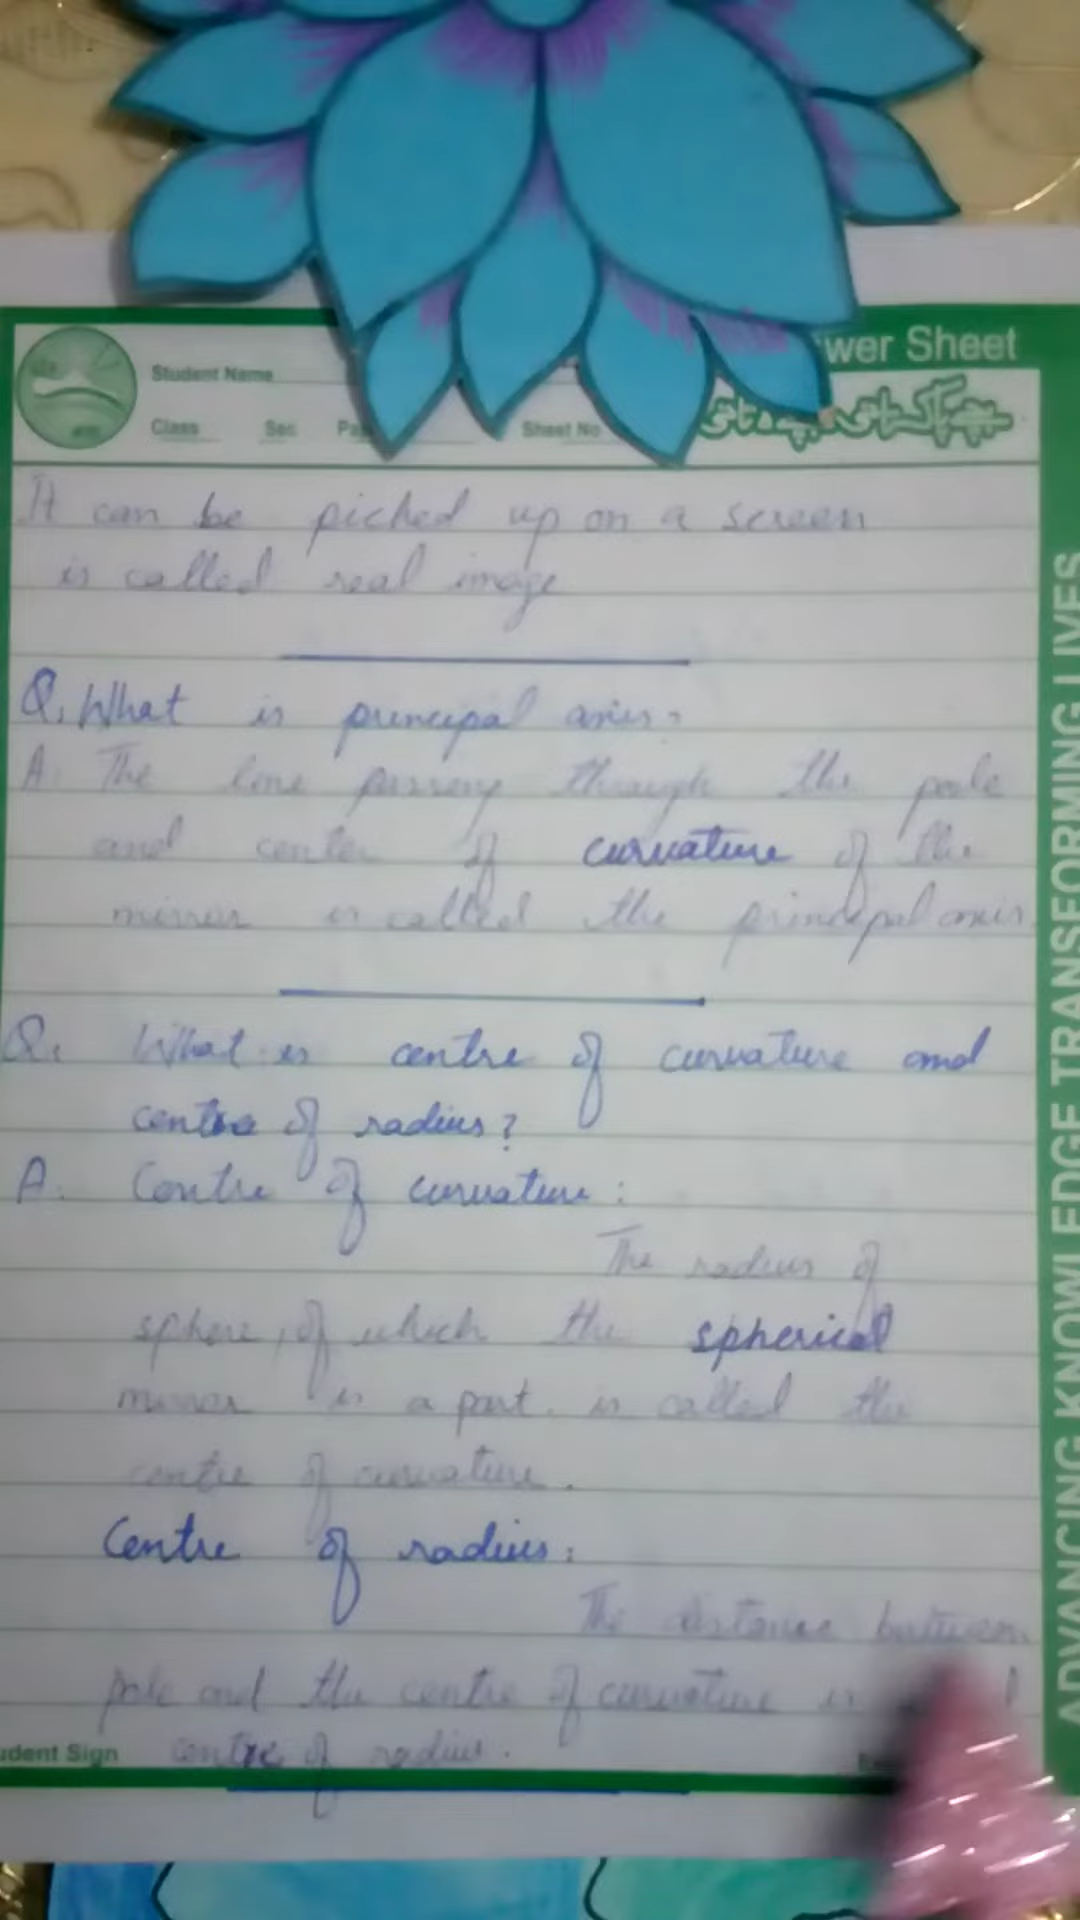 wer Sheet
Student Name
Class Sec Pa Sheet No
It can be picked up on a screen
is called real image
Q. What is principal axis?
A. The line passing through the pole
and center of curvature of the
mirror is called the principal axis.
Q. What is centre of curvature and
centre of radius?
A. Centre of curvature:
The radius of
sphere, of which the spherical
mirror is a part is called the
centre of curvature.
Centre of radius:
The distance between
pole and the centre of curvature is
centre of radius.
udent Sign
ADVANCING KNOWLEDGE TRANSFORMING LIVES